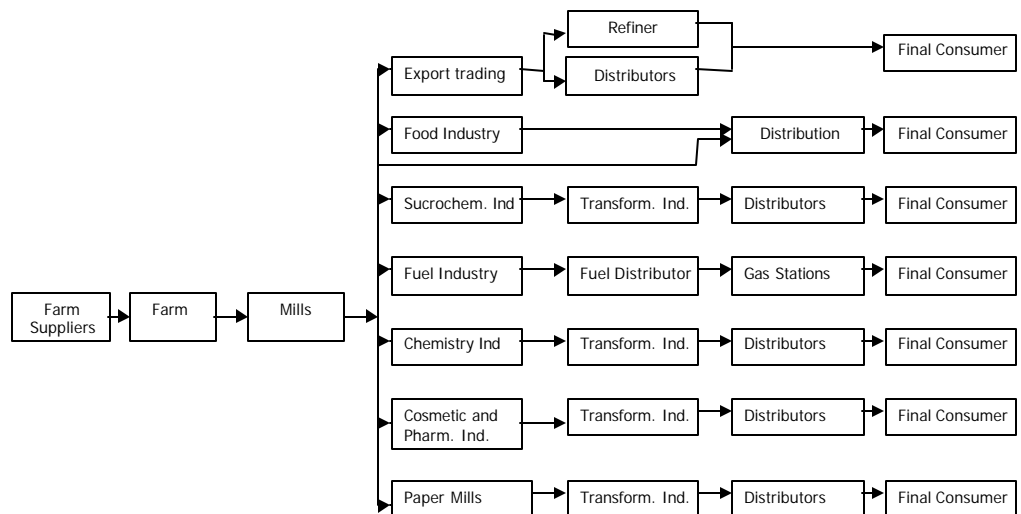 Refiner
Final Consumer
Export trading
Distributors
Food Industry
Distribution
Final Consumer
Sucrochem. Ind
Transform. Ind.
Distributors
Final Consumer
Fuel Industry
Fuel Distributor
Gas Stations
Final Consumer
Farm
Suppliers
Farm
Mills
Chemistry Ind
Transform. Ind.
Distributors
Final Consumer
Cosmetic and
Pharm. Ind.
Transform. Ind.
Distributors
Final Consumer
Paper Mills
Transform. Ind.
Distributors
Final Consumer